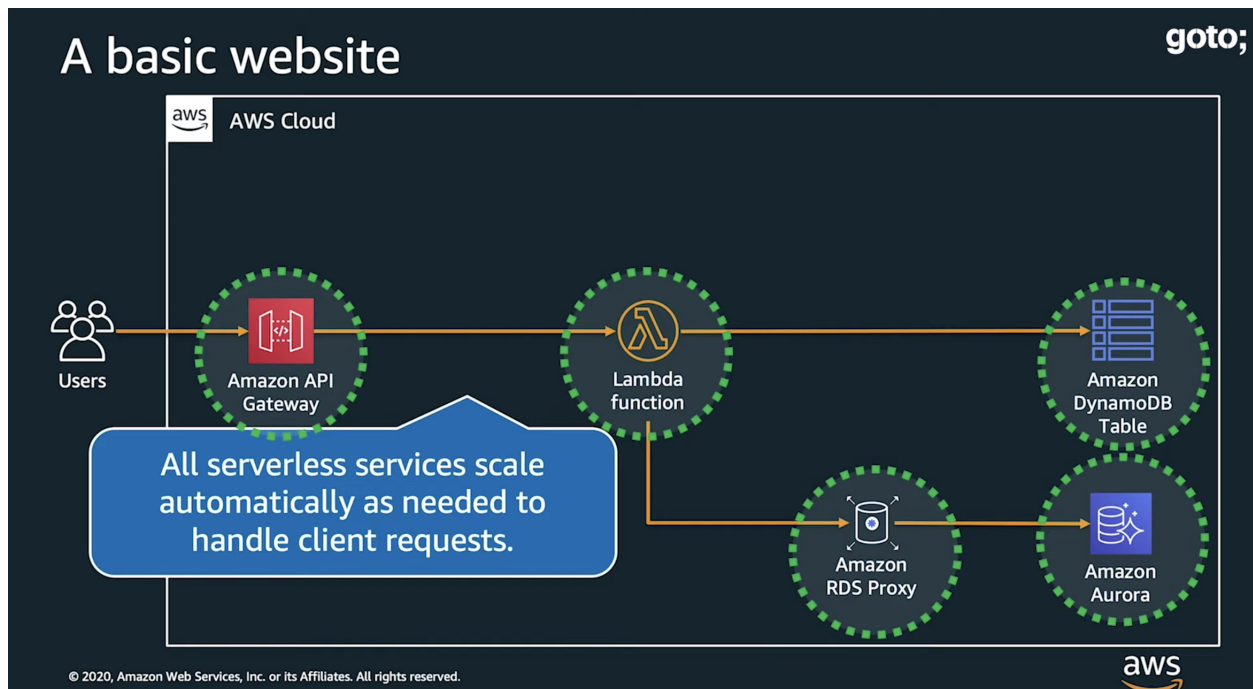 A basic website
goto;
aws
AWS Cloud
Users
Amazon API
Gateway
Lambda
function
Amazon
DynamoDB
Table
All serverless services scale
automatically as needed to
handle client requests.
Amazon
RDS Proxy
Amazon
Aurora
© 2020, Amazon Web Services, Inc. or its Affiliates. All rights reserved.
aws